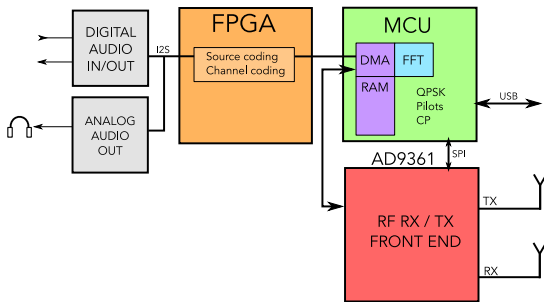 DIGITAL
AUDIO
IN/OUT
I2S
ANALOG
AUDIO
OUT
FPGA
Source coding
Channel coding
MCU
DMA
FFT
RAM
QPSK
Pilots
CP
USB
SPI
AD9361
RF RX / TX
FRONT END
TX
RX